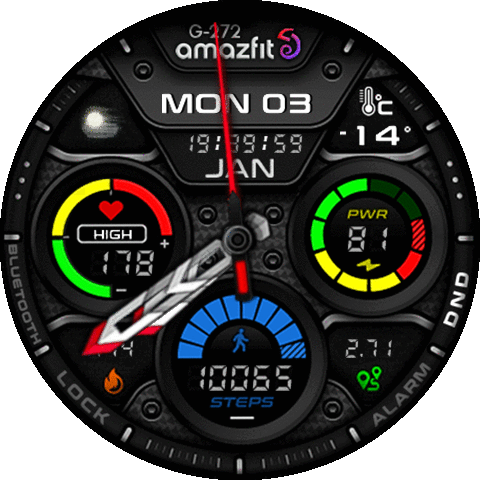 G-272
amazfit
MON 03
°C
-14°
19:39:59
JAN
HIGH
178
+
-
PWR
81
2.71
10065
STEPS
BLUETOOTH
LOCK
ALARM
DND